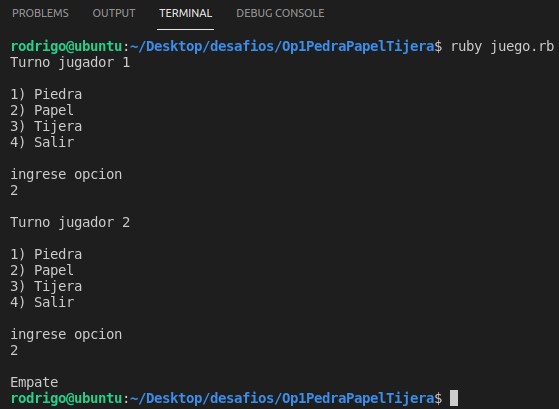 PROBLEMS OUTPUT TERMINAL DEBUG CONSOLE
rodrigo@ubuntu:~/Desktop/desafios/Op1PedraPapelTijera$ ruby juego.rb
Turno jugador 1
1) Piedra
2) Papel
3) Tijera
4) Salir
ingrese opcion
2
Turno jugador 2
1) Piedra
2) Papel
3) Tijera
4) Salir
ingrese opcion
2
Empate
rodrigo@ubuntu:~/Desktop/desafios/Op1PedraPapelTijera$